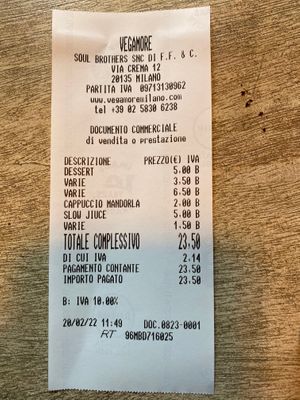 VEGAMORE
SOUL BROTHERS SNC DI F.F. & C.
VIA CREMA 12
20135 MILANO
PARTITA IVA 09713130962
www.vegamoremilano.com
tel +39 02 5830 6238
DOCUMENTO COMMERCIALE
di vendita o prestazione
DESCRIZIONE PREZZO(€) IVA
DESSERT 5,00 B
VARIE 3,50 B
VARIE 6,50 B
CAPPUCCIO MANDORLA 2,00 B
SLOW JIUCE 5,00 B
VARIE 1,50 B
TOTALE COMPLESSIVO 23,50
DI CUI IVA 2,14
PAGAMENTO CONTANTE 23,50
IMPORTO PAGATO 23,50
B: IVA 10,00%
20/02/22 11:49 DOC.0823-0001
RT 96MBD716025